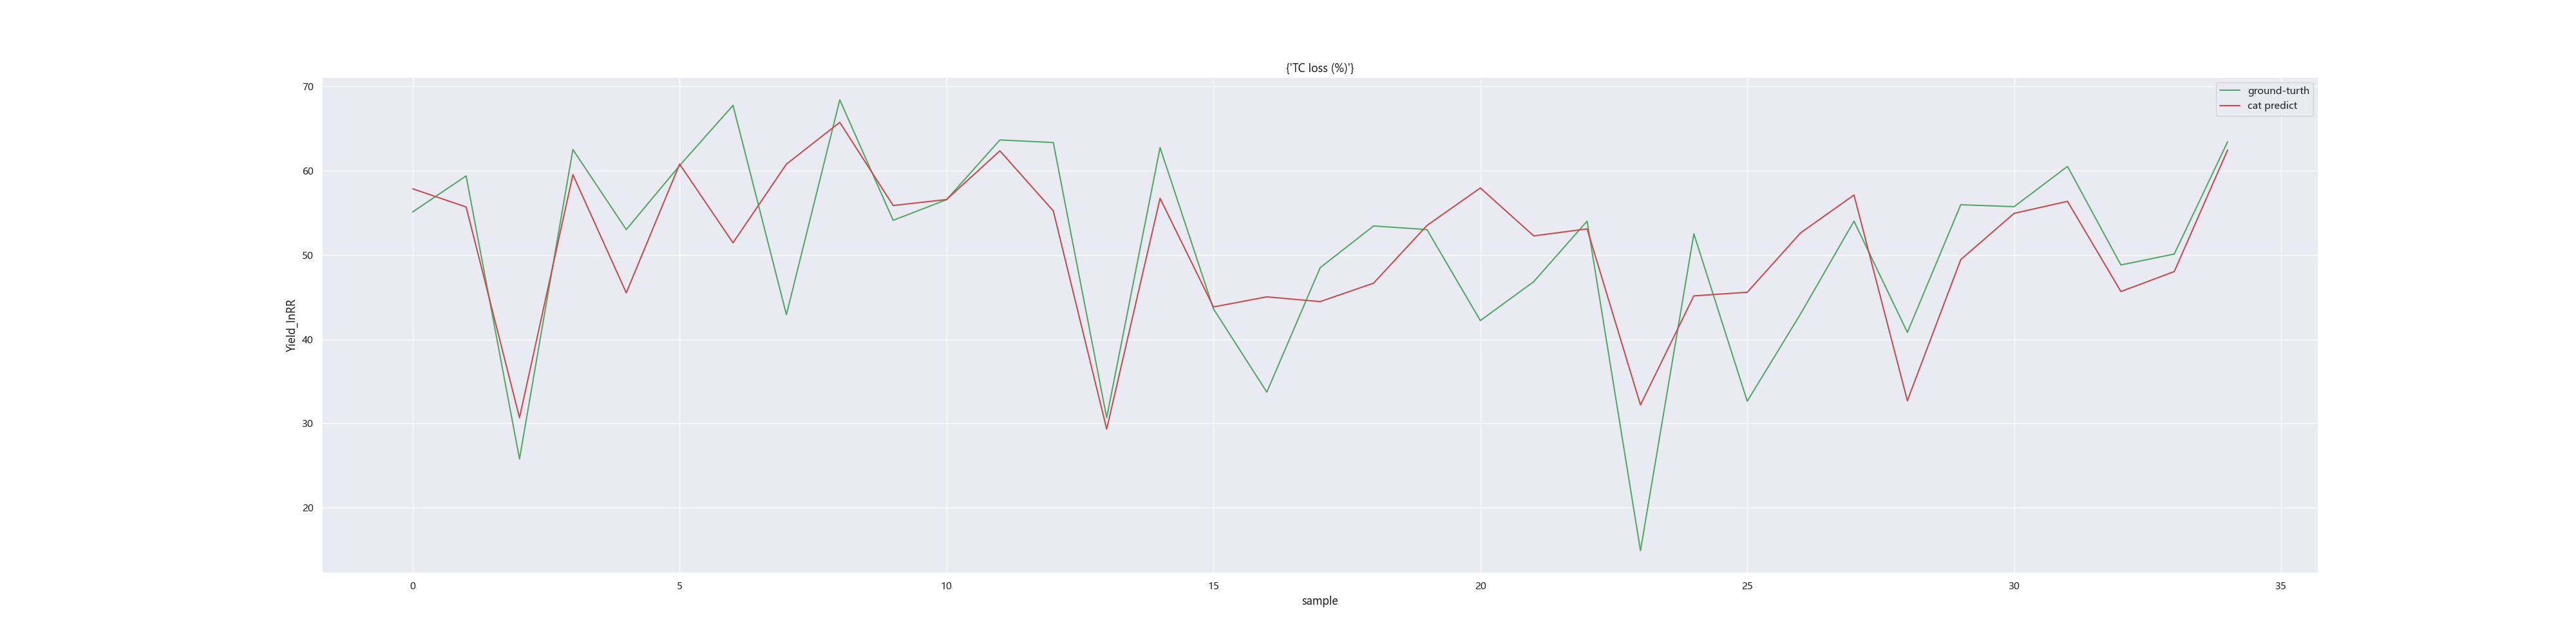 {'TC loss (%)'}
ground-turth
cat predict
70
60
50
40
30
20
Yield_lnRR
0 5 10 15 20 25 30 35
sample